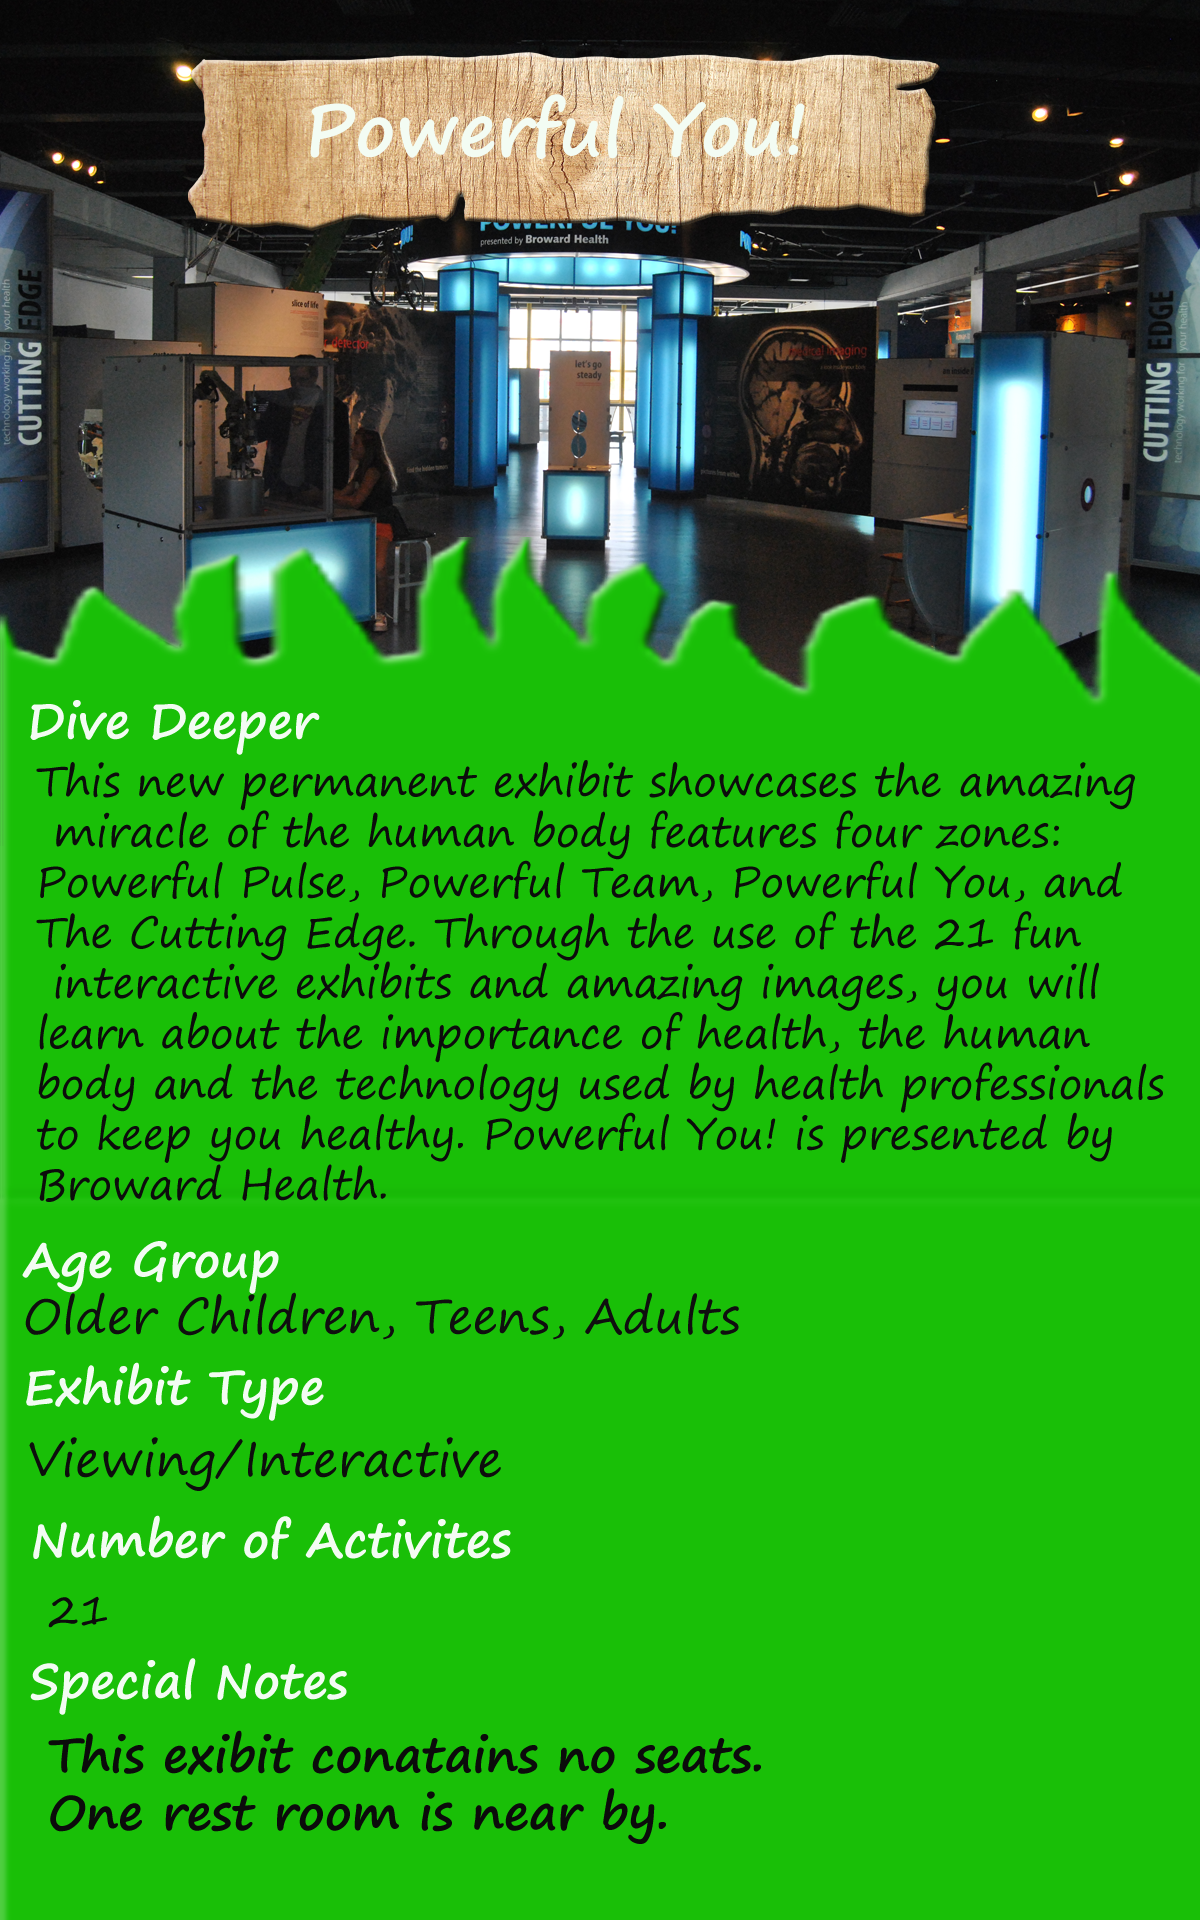 Powerful You!
POWERFUL YOU!
presented by Broward Health
slice of life
detector
let's go
steady
medical imaging
CUTTING EDGE
technology working for your health
CUTTING EDGE
technology working for your health
Dive Deeper
This new permanent exhibit showcases the amazing
miracle of the human body features four zones:
Powerful Pulse, Powerful Team, Powerful You, and
The Cutting Edge. Through the use of the 21 fun
interactive exhibits and amazing images, you will
learn about the importance of health, the human
body and the technology used by health professionals
to keep you healthy. Powerful You! is presented by
Broward Health.
Age Group
Older Children, Teens, Adults
Exhibit Type
Viewing/Interactive
Number of Activites
21
Special Notes
This exibit conatains no seats.
One rest room is near by.